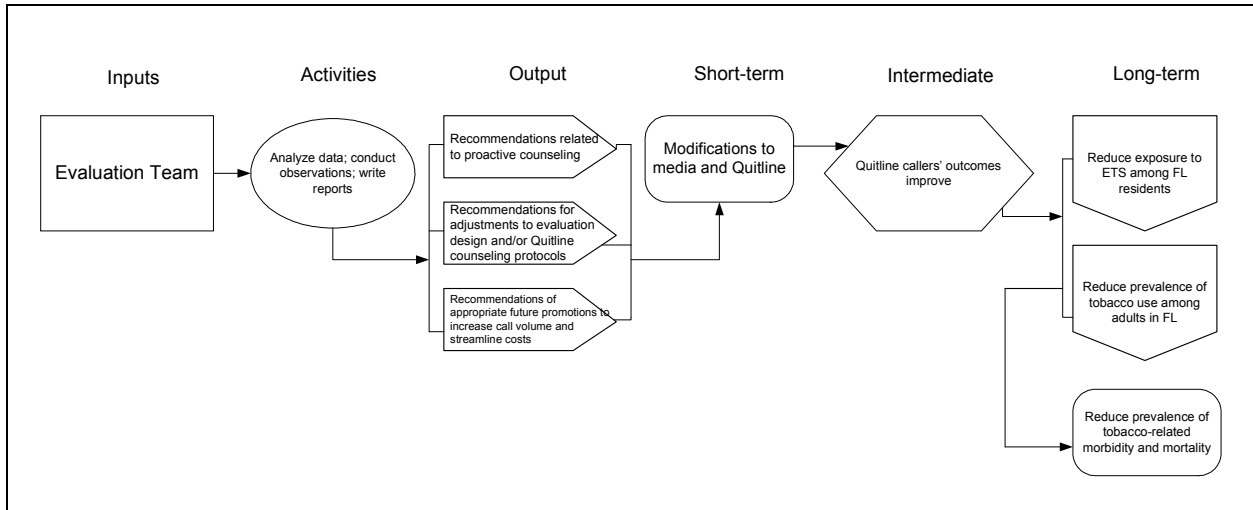 Inputs
Activities
Output
Short-term
Intermediate
Long-term
Evaluation Team
Analyze data; conduct
observations; write
reports
Recommendations related
to proactive counseling
Recommendations for
adjustments to evaluation
design and/or Quitline
counseling protocols
Recommendations of
appropriate future promotions to
increase call volume and
streamline costs
Modifications to
media and Quitline
Quitline callers' outcomes
improve
Reduce exposure to
ETS among FL
residents
Reduce prevalence of
tobacco use among
adults in FL
Reduce prevalence of
tobacco-related
morbidity and mortality